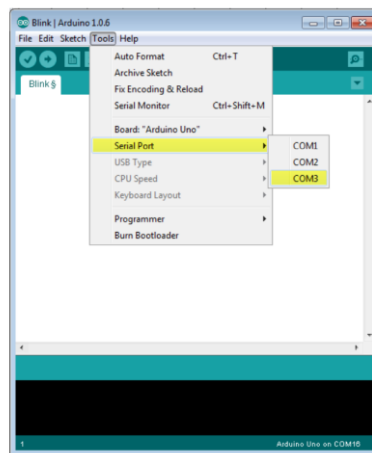 Blink | Arduino 1.0.6
File Edit Sketch Tools Help
Blink §
Auto Format Ctrl+T
Archive Sketch
Fix Encoding & Reload
Serial Monitor Ctrl+Shift+M
Board: "Arduino Uno"
Serial Port
COM1
COM2
COM3
USB Type
CPU Speed
Keyboard Layout
Programmer
Burn Bootloader
1 Arduino Uno on COM16